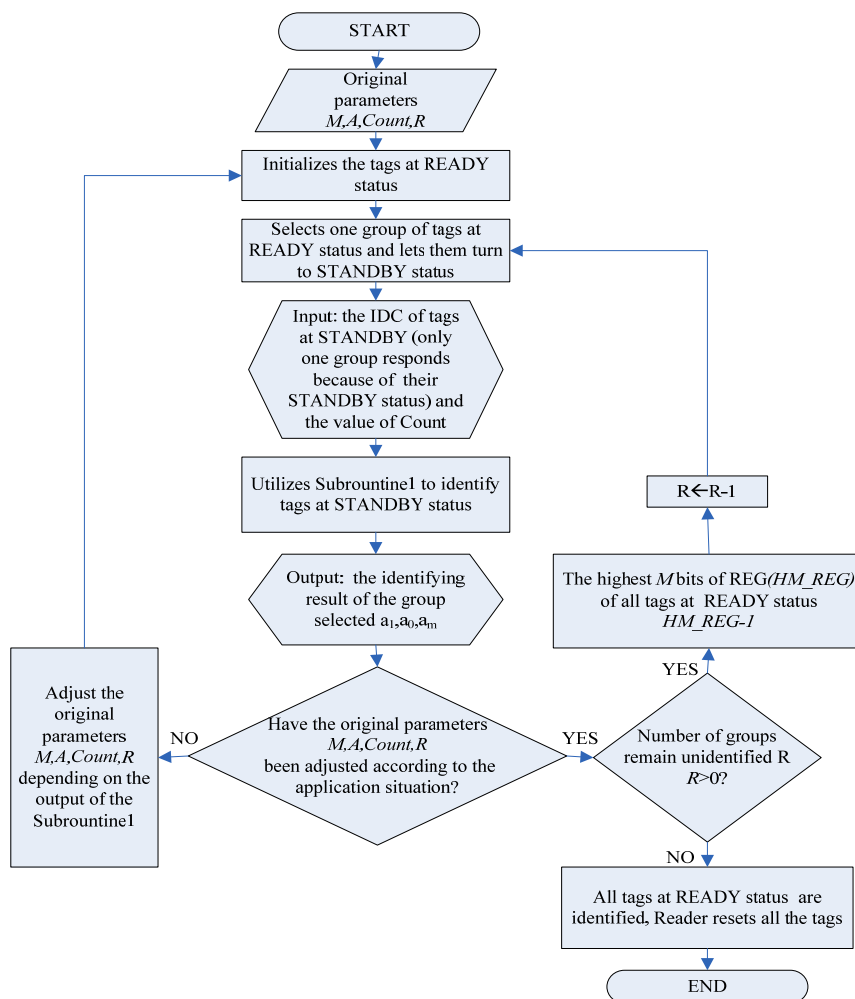 START
Original
parameters
M,A,Count,R
Initializes the tags at READY
status
Selects one group of tags at
READY status and lets them turn
to STANDBY status
Input: the IDC of tags
at STANDBY (only
one group responds
because of their
STANDBY status) and
the value of Count
Utilizes Subrountine1 to identify
tags at STANDBY status
R←R-1
Output: the identifying
result of the group
selected a₁,a₀,aₘ
The highest M bits of REG(HM_REG)
of all tags at READY status
HM_REG-1
YES
Adjust the
original
parameters
M,A,Count,R
depending on the
output of the
Subrountine1
NO
Have the original parameters
M,A,Count,R
been adjusted according to the
application situation?
YES
Number of groups
remain unidentified R
R>0?
NO
All tags at READY status are
identified, Reader resets all the tags
END